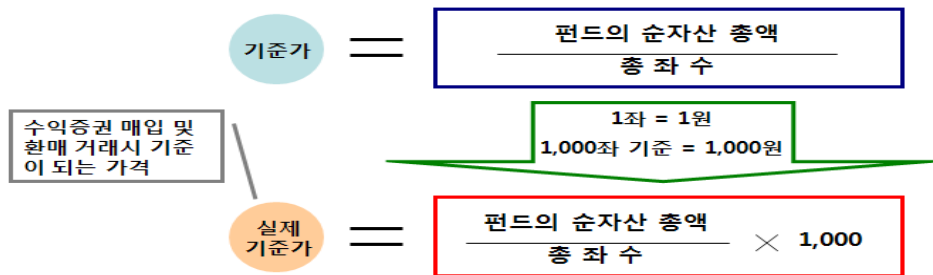 기준가
=
펀드의 순자산 총액
총 좌 수
수익증권 매입 및
환매 거래시 기준
이 되는 가격
1좌 = 1원
1,000좌 기준 = 1,000원
실제
기준가
=
펀드의 순자산 총액
총 좌 수
× 1,000